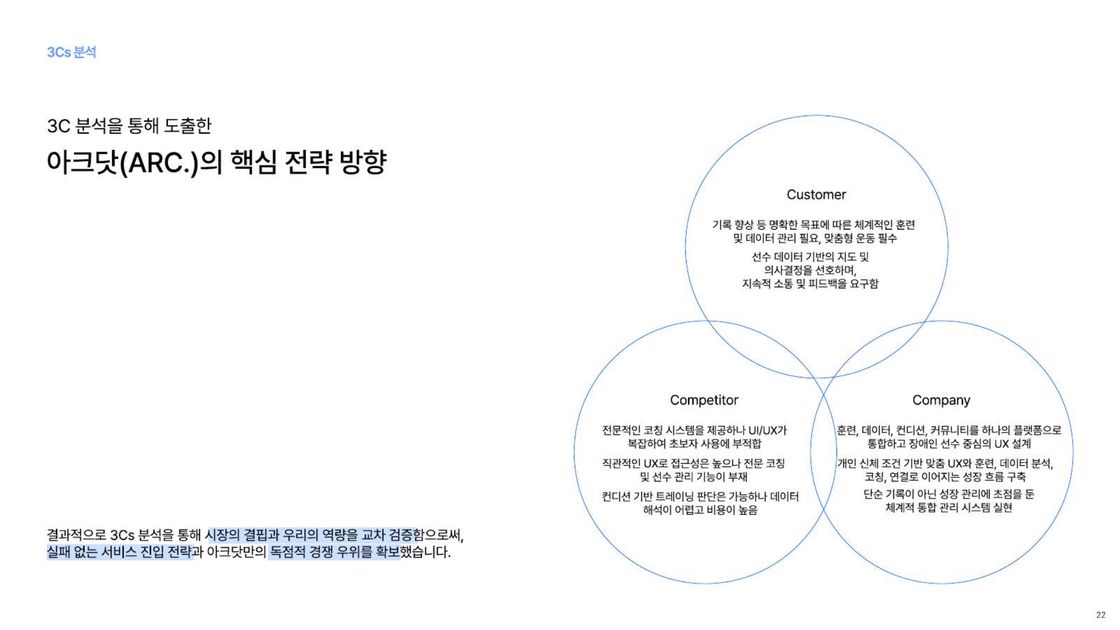 3Cs 분석
3C 분석을 통해 도출한
아크닷(ARC.)의 핵심 전략 방향
Customer
기록 향상 등 명확한 목표에 따른 체계적인 훈련
및 데이터 관리 필요, 맞춤형 운동 필수
선수 데이터 기반의 지도 및
의사결정을 선호하며,
지속적 소통 및 피드백을 요구함
Competitor
전문적인 코칭 시스템을 제공하나 UI/UX가
복잡하여 초보자 사용에 부적합
직관적인 UX로 접근성은 높으나 전문 코칭
및 선수 관리 기능이 부재
컨디션 기반 트레이닝 판단은 가능하나 데이터
해석이 어렵고 비용이 높음
Company
훈련, 데이터, 컨디션, 커뮤니티를 하나의 플랫폼으로
통합하고 장애인 선수 중심의 UX 설계
개인 신체 조건 기반 맞춤 UX와 훈련, 데이터 분석,
코칭, 연결로 이어지는 성장 흐름 구축
단순 기록이 아닌 성장 관리에 초점을 둔
체계적 통합 관리 시스템 실현
결과적으로 3Cs 분석을 통해 시장의 결핍과 우리의 역량을 교차 검증함으로써,
실패 없는 서비스 진입 전략과 아크닷만의 독점적 경쟁 우위를 확보했습니다.
22